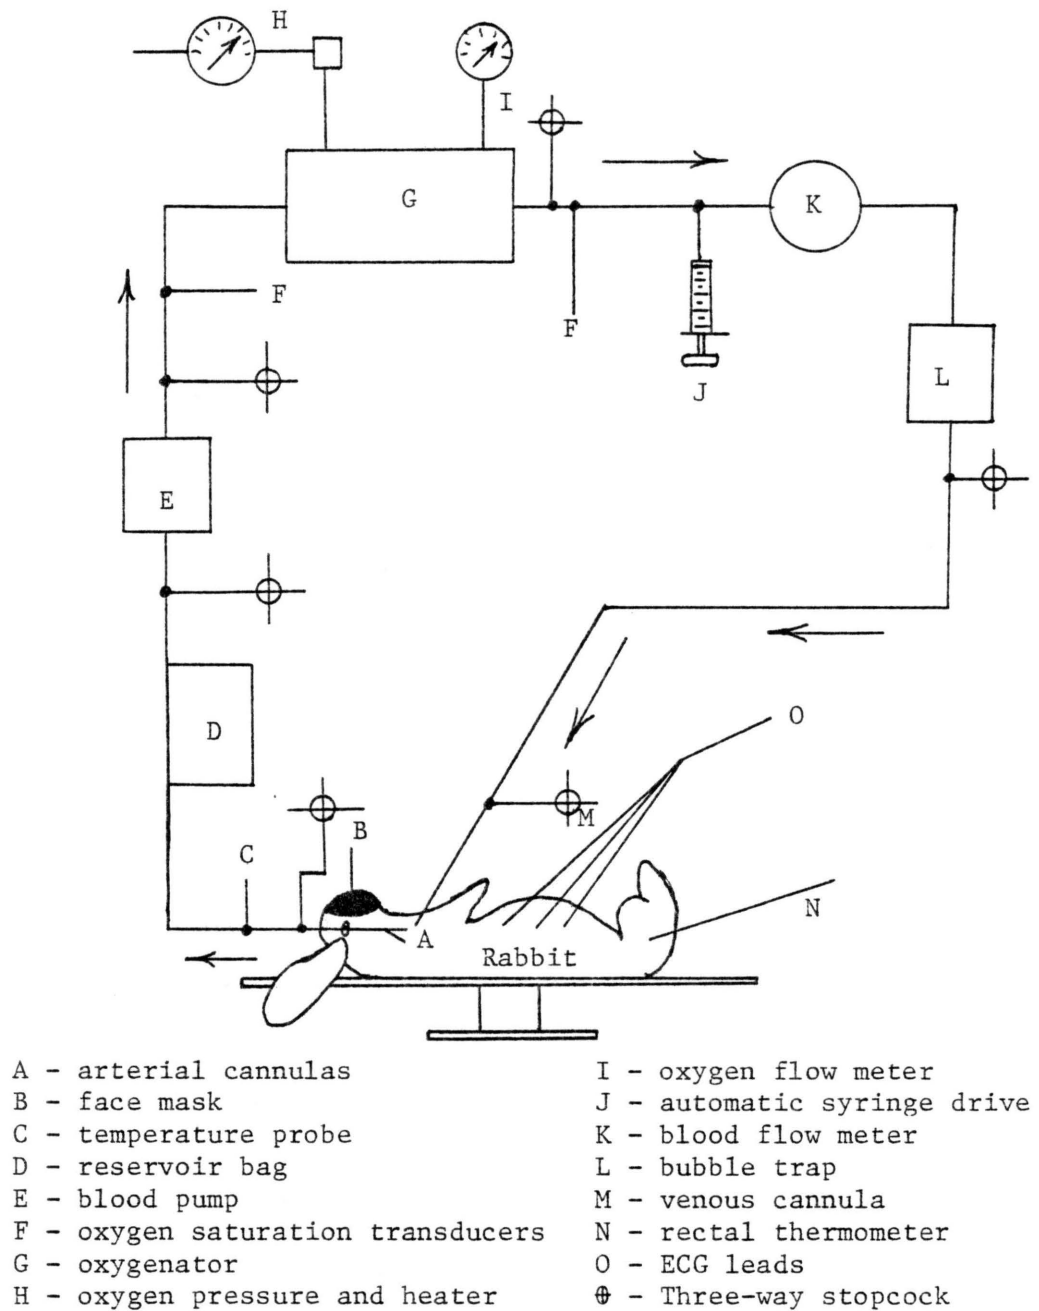 H
I
G
K
F
F
J
L
E
D
O
M
B
C
A
N
Rabbit
A - arterial cannulas
B - face mask
C - temperature probe
D - reservoir bag
E - blood pump
F - oxygen saturation transducers
G - oxygenator
H - oxygen pressure and heater
I - oxygen flow meter
J - automatic syringe drive
K - blood flow meter
L - bubble trap
M - venous cannula
N - rectal thermometer
O - ECG leads
⌽ - Three-way stopcock